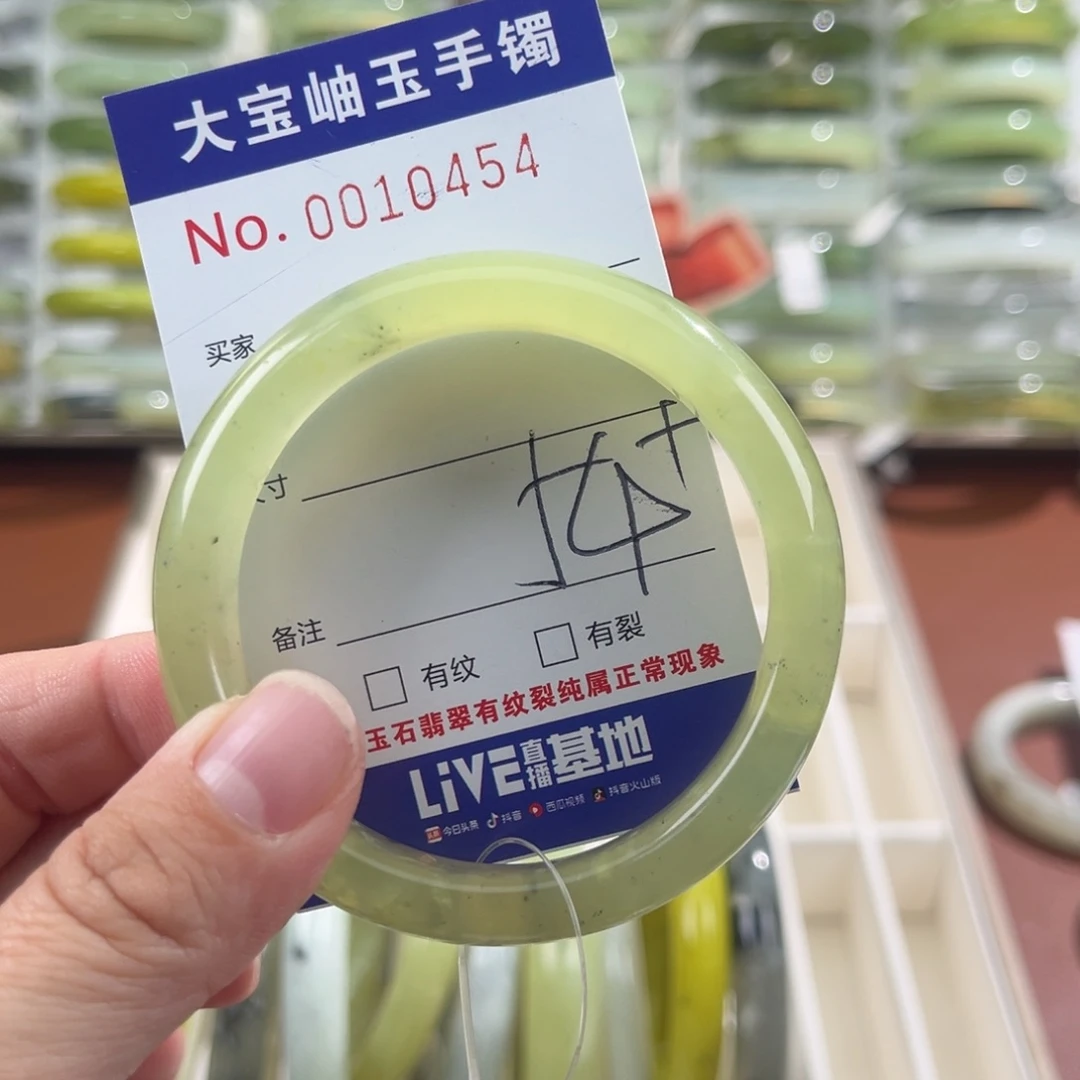 大宝岫玉手镯
No. 0010454
买家
寸
备注
有纹 有裂
玉石翡翠有纹裂纯属正常现象
LiVE直播基地
今日头条 抖音 西瓜视频 抖音火山版